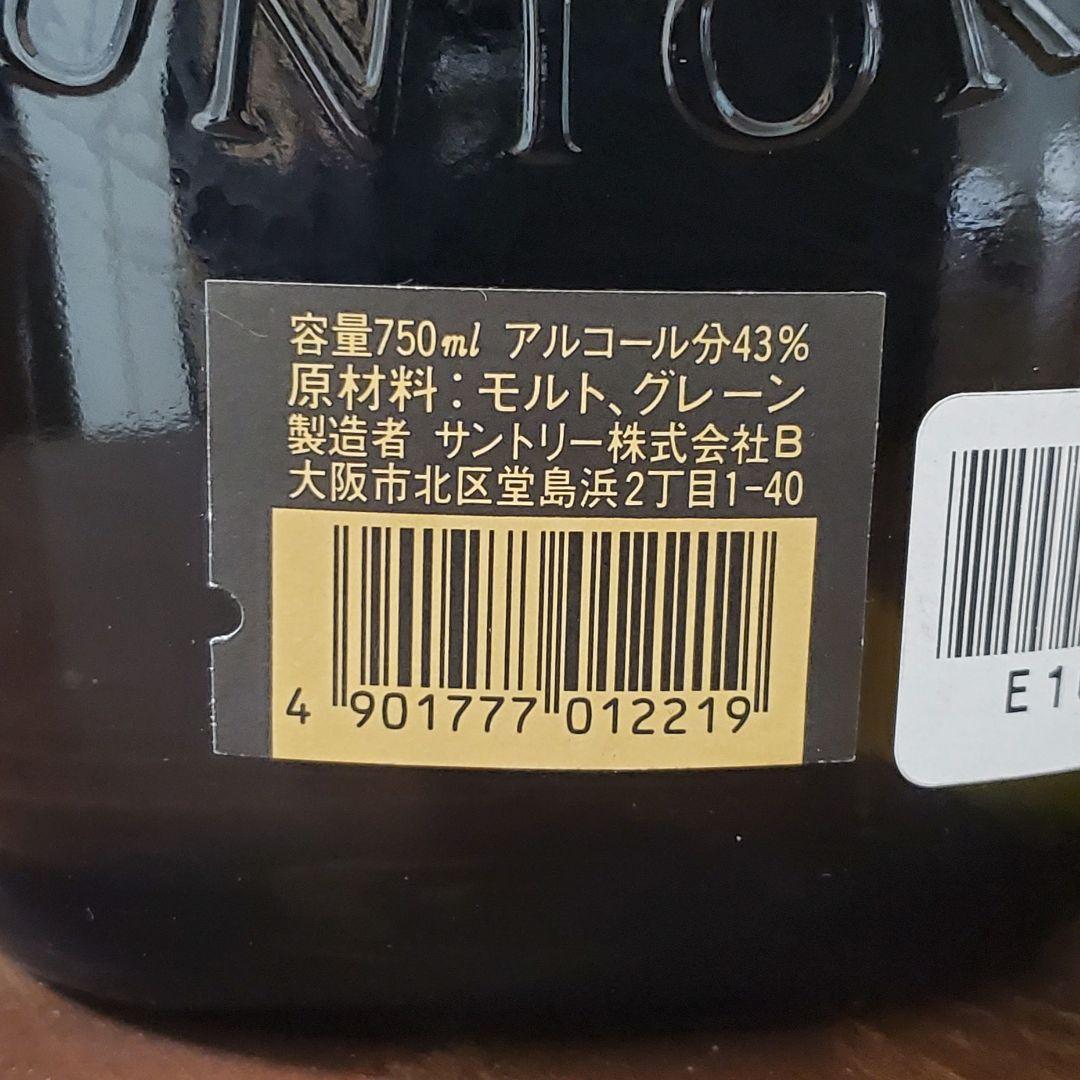 UNTO
容量750ml アルコール分43%
原材料：モルト、グレーン
製造者 サントリー株式会社B
大阪市北区堂島浜2丁目1-40
4 901777 012219
E1